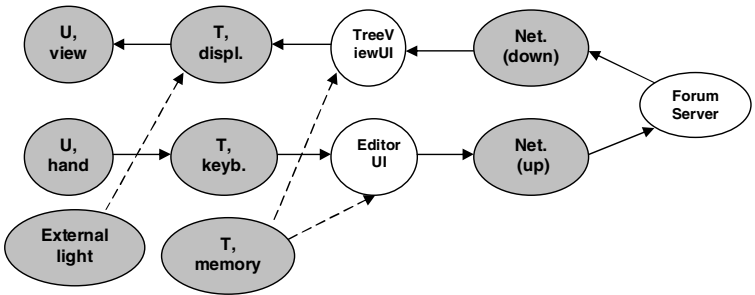 U,
view
T,
displ.
TreeV
iewUI
Net.
(down)
Forum
Server
U,
hand
T,
keyb.
Editor
UI
Net.
(up)
External
light
T,
memory